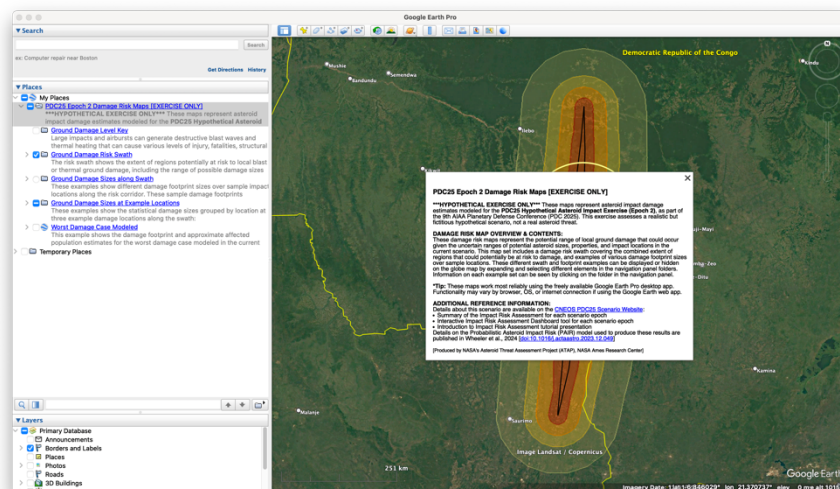 Google Earth Pro
Search
Search
ex: Computer repair near Boston
Get Directions History
Places
My Places
PDC25 Epoch 2 Damage Risk Maps [EXERCISE ONLY]
***HYPOTHETICAL EXERCISE ONLY*** These maps represent asteroid
impact damage estimates modeled for the PDC25 Hypothetical Asteroid
Ground Damage Level Key
Large impacts and airbursts can generate destructive blast waves and
thermal heating that can cause various levels of injury, fatalities, structural
Ground Damage Risk Swath
The risk swath shows the extent of regions potentially at risk to local blast
or thermal ground damage, including the range of possible damage sizes
Ground Damage Sizes along Swath
These examples show different damage footprint sizes over sample impact
locations along the risk corridor. These sample damage footprints
Ground Damage Sizes at Example Locations
These examples show the statistical damage sizes grouped by location at
three example damage locations along the swath:
Worst Damage Case Modeled
This example shows the damage footprint and approximate affected
population estimates for the worst damage case modeled in the current
Temporary Places
Layers
Primary Database
Announcements
Borders and Labels
Places
Photos
Roads
3D Buildings
Democratic Republic of the Congo
Mushie
Bandundu
Semendwa
Kindu
Ilebo
Kikwit
PDC25 Epoch 2 Damage Risk Maps [EXERCISE ONLY]
***HYPOTHETICAL EXERCISE ONLY*** These maps represent asteroid impact damage
estimates modeled for the PDC25 Hypothetical Asteroid Impact Exercise (Epoch 2), as part of
the 9th AIAA Planetary Defense Conference (PDC 2025). This exercise assesses a realistic but
fictitious hypothetical scenario, not a real asteroid threat.
DAMAGE RISK MAP OVERVIEW & CONTENTS:
These damage risk maps represent the potential range of local ground damage that could occur
given the uncertain ranges of potential asteroid sizes, properties, and impact locations in the
current scenario. This map set includes a damage risk swath covering the combined extent of
regions that could potentially be at risk to damage, and examples of various damage footprint sizes
over sample locations. These different swath and footprint examples can be displayed or hidden
on the globe map by expanding and selecting different elements in the navigation panel folders.
Information on each example set can be seen by clicking on the folder in the navigation panel.
*Tip: These maps work most reliably using the freely available Google Earth Pro desktop app.
Functionality may vary by browser, OS, or internet connection if using the Google Earth web app.
ADDITIONAL REFERENCE INFORMATION:
Details about this scenario are available on the CNEOS PDC25 Scenario Website:
• Summary of the Impact Risk Assessment for each scenario epoch
• Interactive Impact Risk Assessment Dashboard tool for each scenario epoch
• Introduction to Impact Risk Assessment tutorial presentation
Details on the Probabilistic Asteroid Impact Risk (PAIR) model used to produce these results are
published in Wheeler et al., 2024 [doi:10.1016/j.actaastro.2023.12.049]
[Produced by NASA's Asteroid Threat Assessment Project (ATAP), NASA Ames Research Center]
Kamina
Malanje
Saurimo
Image Landsat / Copernicus
251 km
Google Earth
Imagery Date: